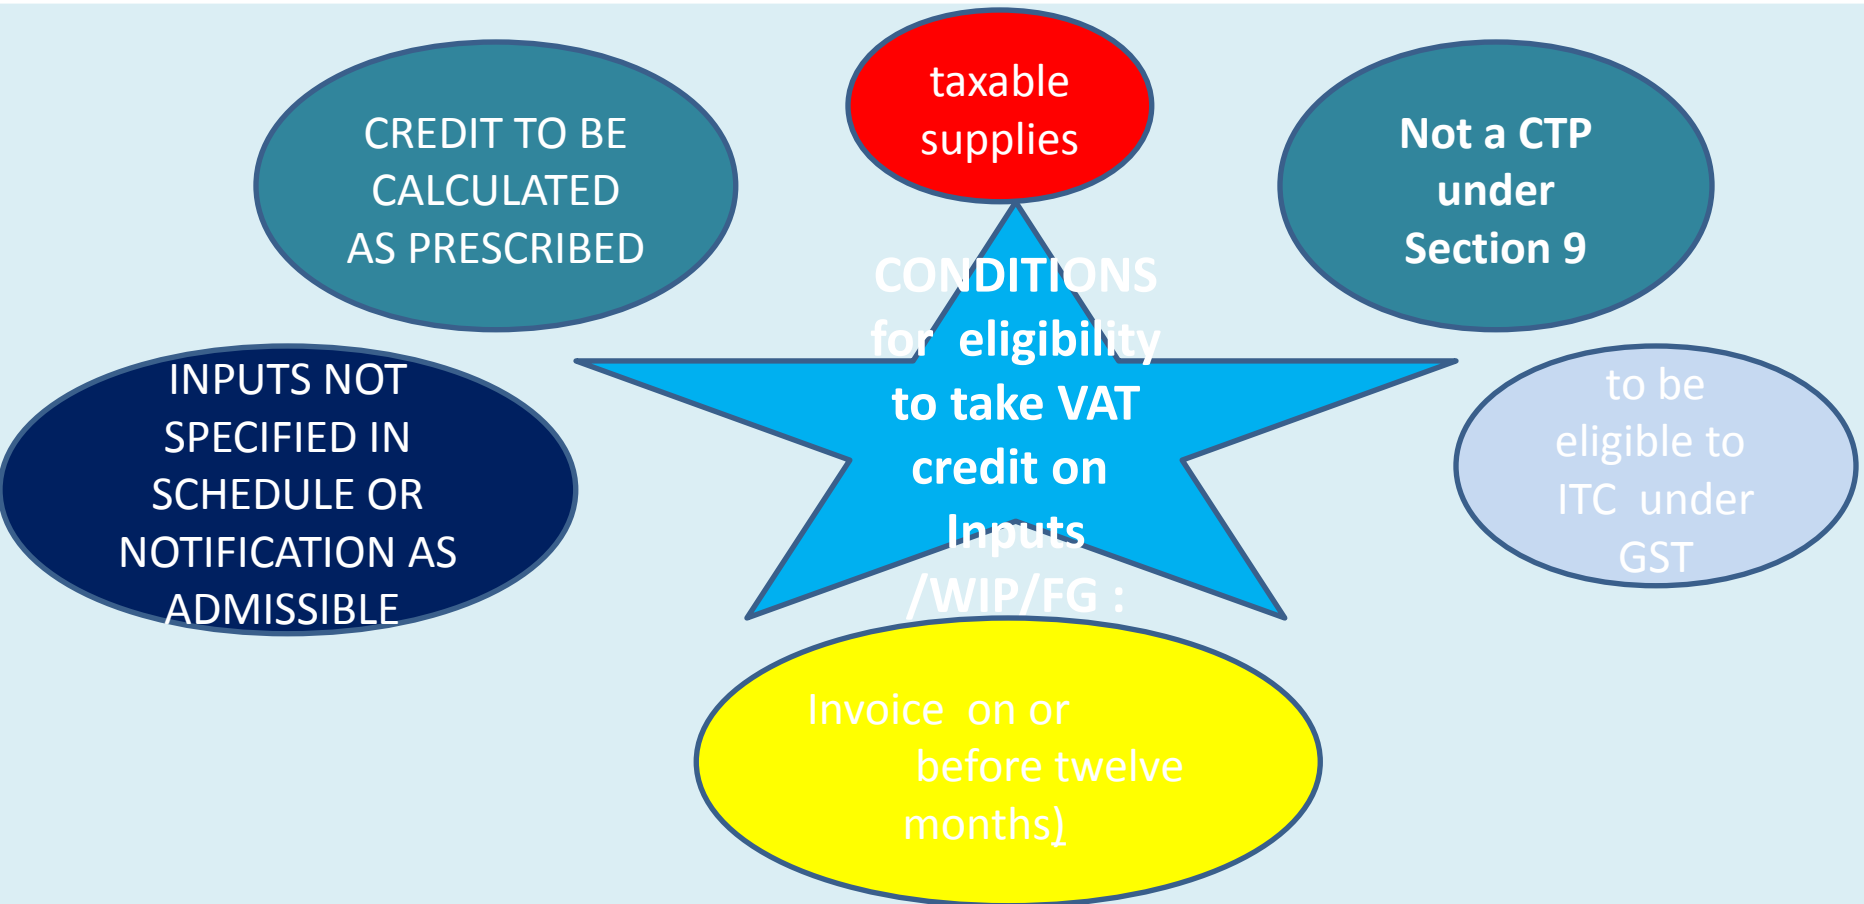 taxable
supplies
CREDIT TO BE
CALCULATED
AS PRESCRIBED
Not a CTP
under
Section 9
CONDITIONS
for eligibility
to take VAT
credit on
Inputs
/WIP/FG :
INPUTS NOT
SPECIFIED IN
SCHEDULE OR
NOTIFICATION AS
ADMISSIBLE
to be
eligible to
ITC under
GST
Invoice on or
before twelve
months)